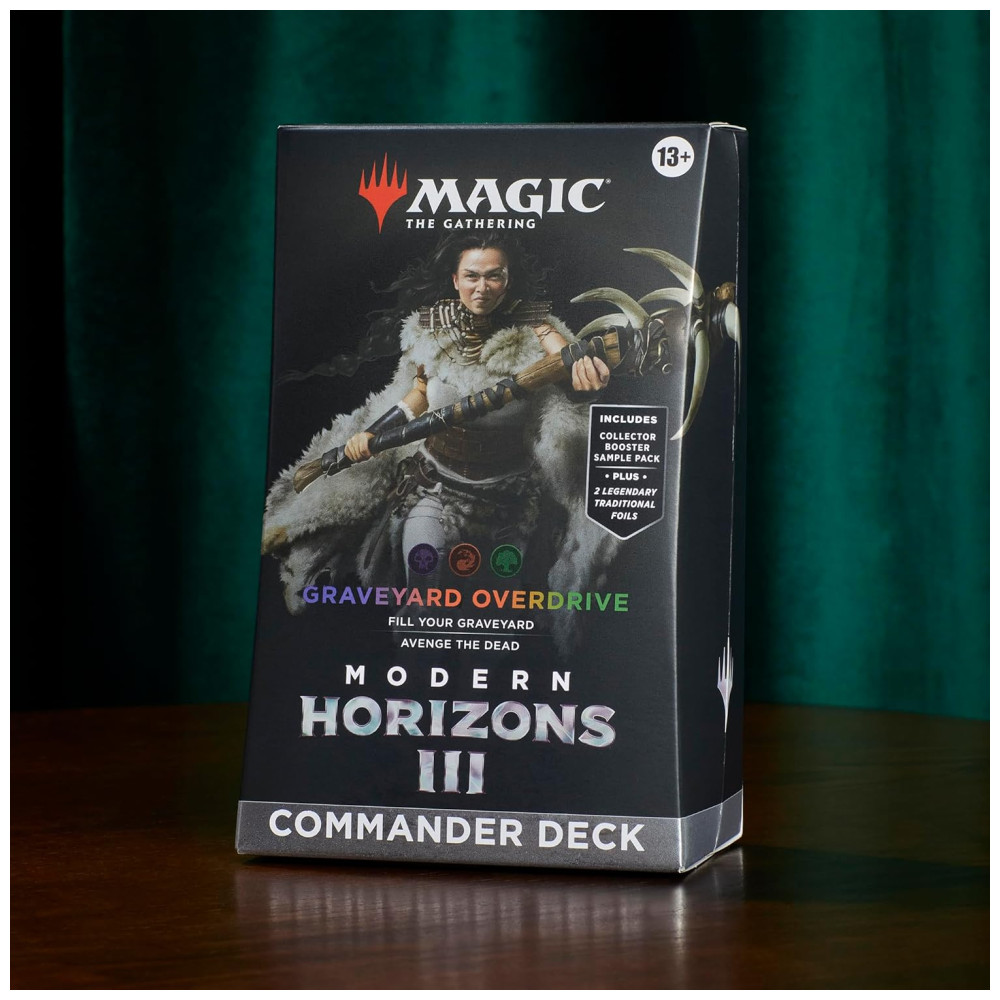 13+
MAGIC®
THE GATHERING
INCLUDES
COLLECTOR
BOOSTER
SAMPLE PACK
• PLUS •
2 LEGENDARY
TRADITIONAL
FOILS
GRAVEYARD OVERDRIVE
FILL YOUR GRAVEYARD
AVENGE THE DEAD
MODERN
HORIZONS
III
COMMANDER DECK